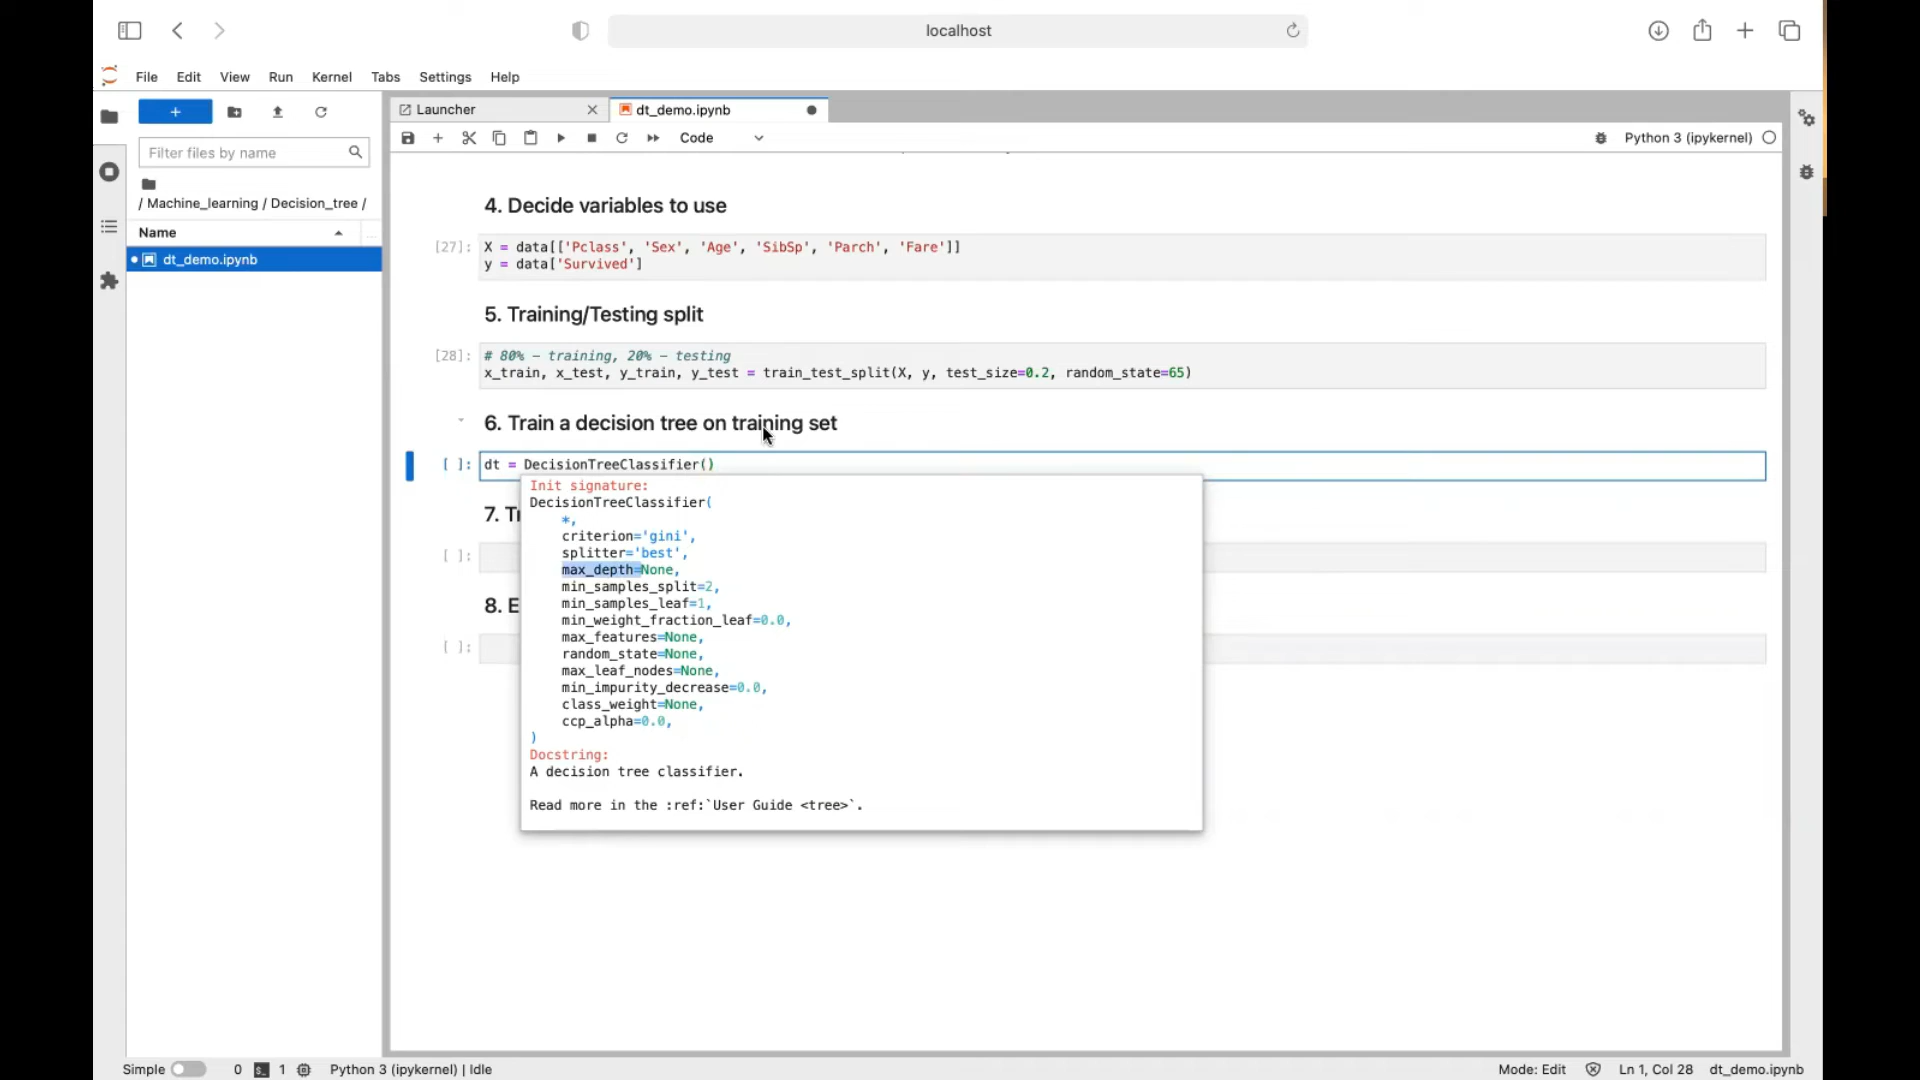 localhost
File Edit View Run Kernel Tabs Settings Help
+
Filter files by name
/ Machine_learning / Decision_tree /
Name
dt_demo.ipynb
Launcher
dt_demo.ipynb
Code
Python 3 (ipykernel)
4. Decide variables to use
[27]: X = data[['Pclass', 'Sex', 'Age', 'SibSp', 'Parch', 'Fare']]
y = data['Survived']
5. Training/Testing split
[28]: # 80% - training, 20% - testing
x_train, x_test, y_train, y_test = train_test_split(X, y, test_size=0.2, random_state=65)
6. Train a decision tree on training set
[ ]: dt = DecisionTreeClassifier()
Init signature:
DecisionTreeClassifier(
*,
criterion='gini',
splitter='best',
max_depth=None,
min_samples_split=2,
min_samples_leaf=1,
min_weight_fraction_leaf=0.0,
max_features=None,
random_state=None,
max_leaf_nodes=None,
min_impurity_decrease=0.0,
class_weight=None,
ccp_alpha=0.0,
)
Docstring:
A decision tree classifier.
Read more in the :ref:`User Guide <tree>`.
7. T
[ ]:
8. E
[ ]:
Simple 0 1 Python 3 (ipykernel) | Idle
Mode: Edit Ln 1, Col 28 dt_demo.ipynb